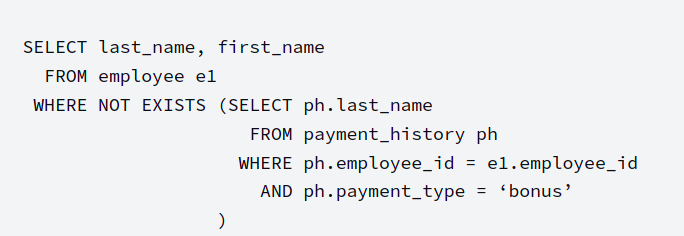 SELECT last_name, first_name
FROM employee e1
WHERE NOT EXISTS (SELECT ph.last_name
FROM payment_history ph
WHERE ph.employee_id = e1.employee_id
AND ph.payment_type = ‘bonus’
)